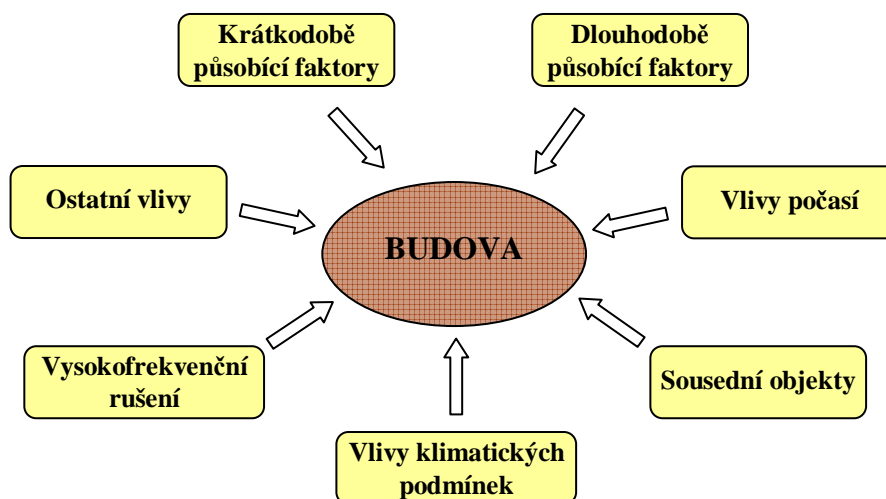 Krátkodobě
působící faktory
Dlouhodobě
působící faktory
Ostatní vlivy
Vlivy počasí
BUDOVA
Vysokofrekvenční
rušení
Sousední objekty
Vlivy klimatických
podmínek